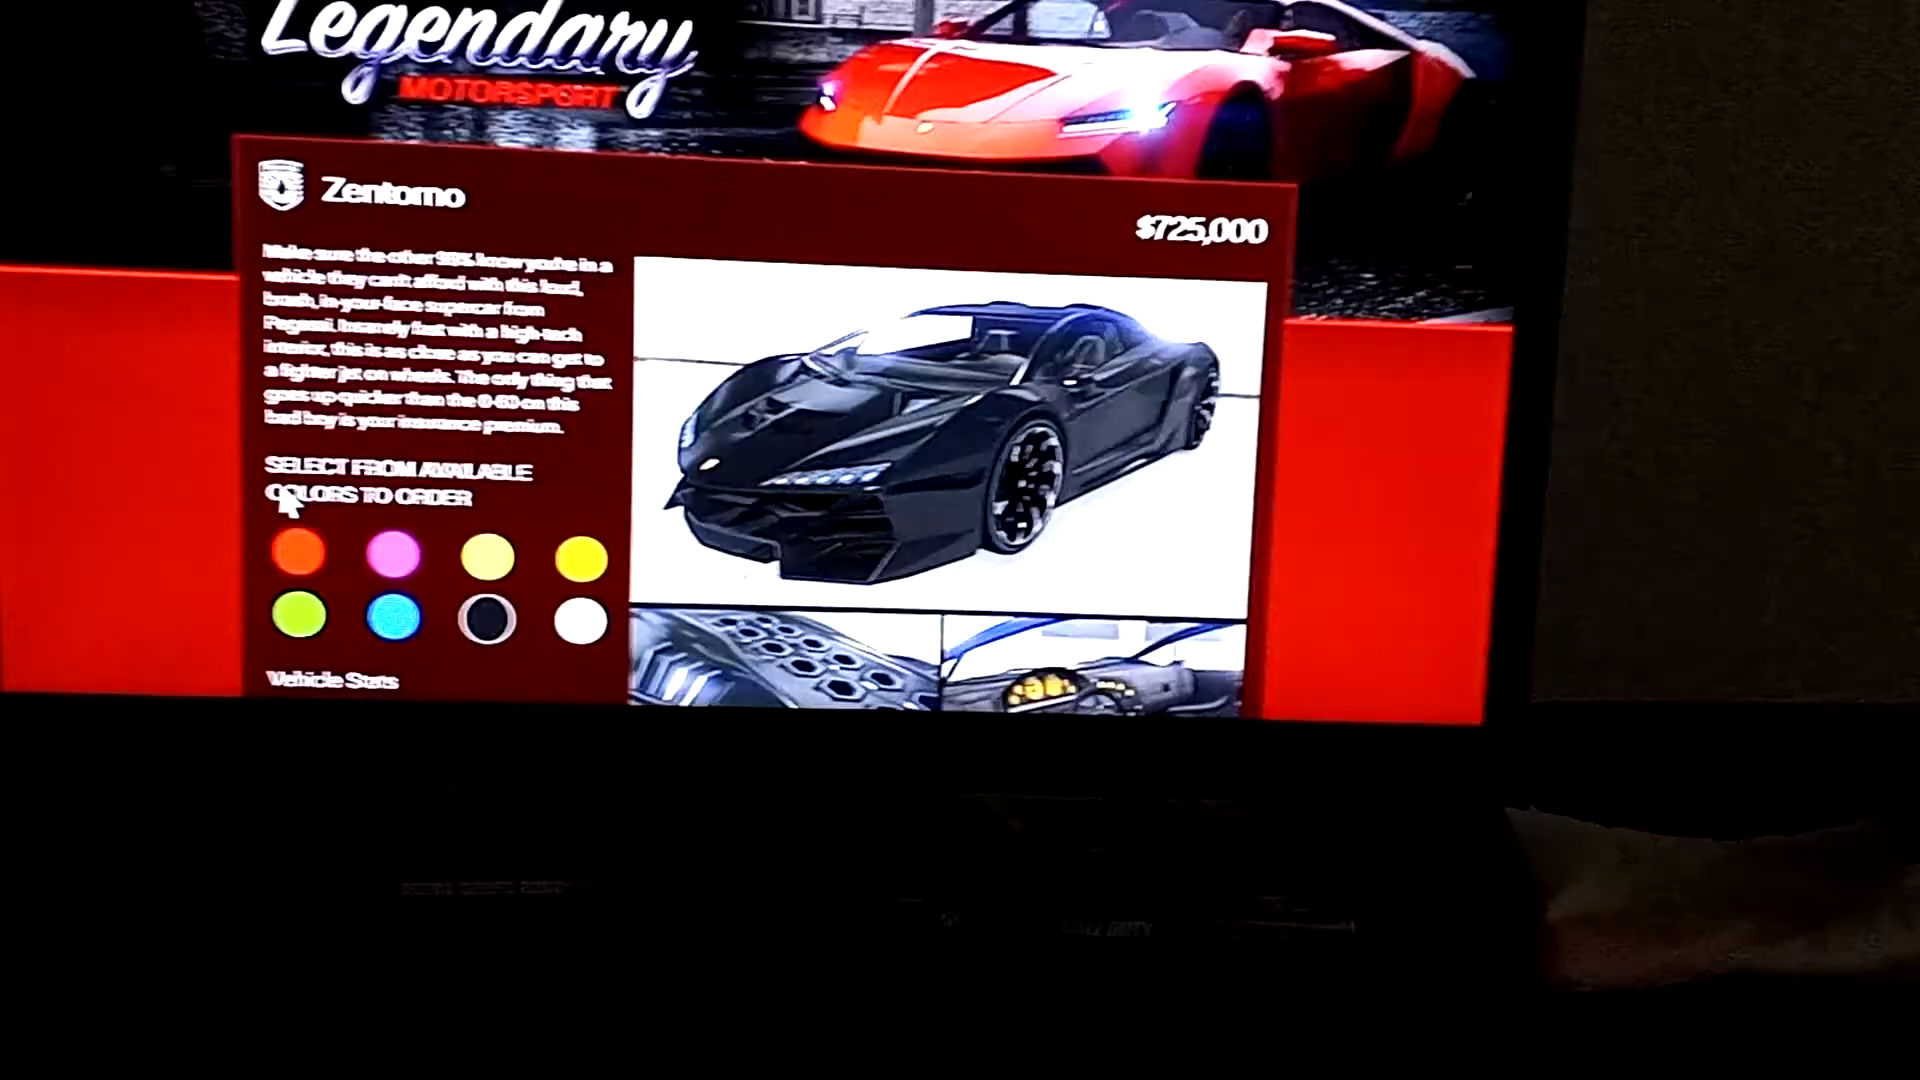 Legendary
MOTORSPORT
Zentorno
$725,000
Make sure the other 99% know you're in a
vehicle they can't afford with this loud,
brash, in-your-face supercar from
Pegassi. Insanely fast with a high-tech
interior, this is as close as you can get to
a fighter jet on wheels. The only thing that
goes up quicker than the 0-60 on this
bad boy is your insurance premium.
SELECT FROM AVAILABLE
COLORS TO ORDER
Vehicle Stats